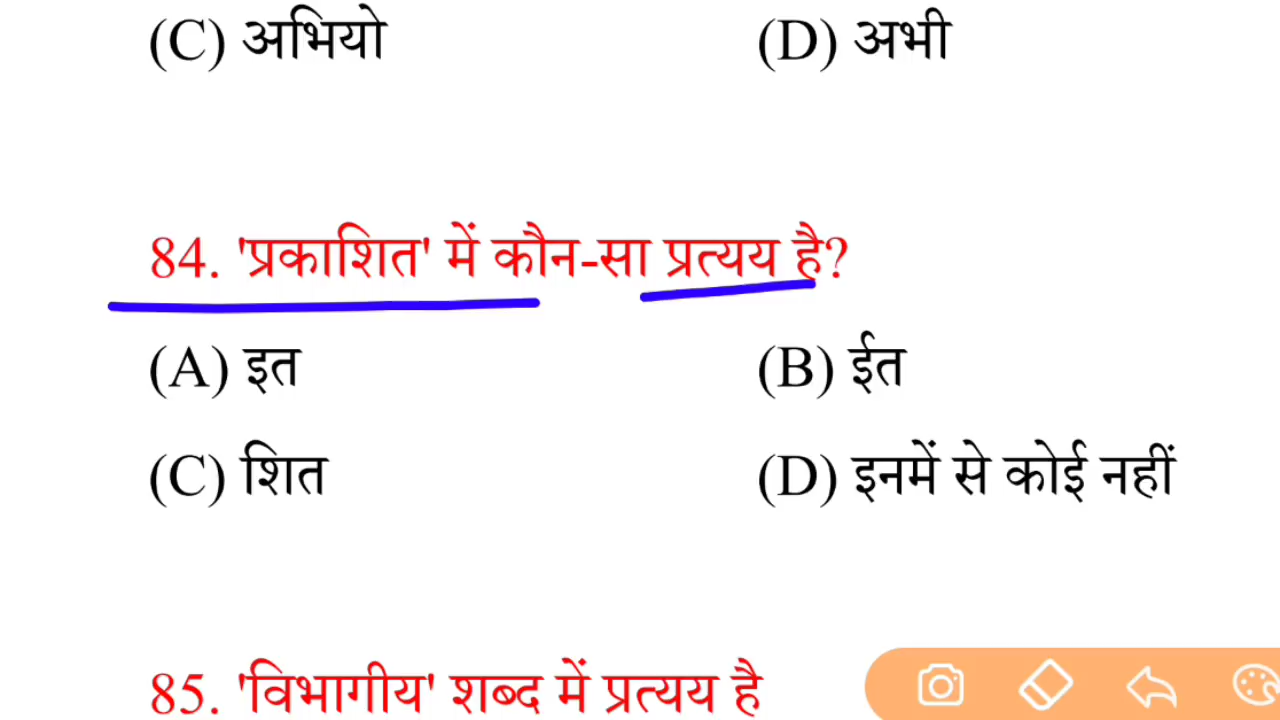 (C) अभियो (D) अभी
84. 'प्रकाशित' में कौन-सा प्रत्यय है?
(A) इत (B) ईत
(C) शित (D) इनमें से कोई नहीं
85. 'विभागीय' शब्द में प्रत्यय है